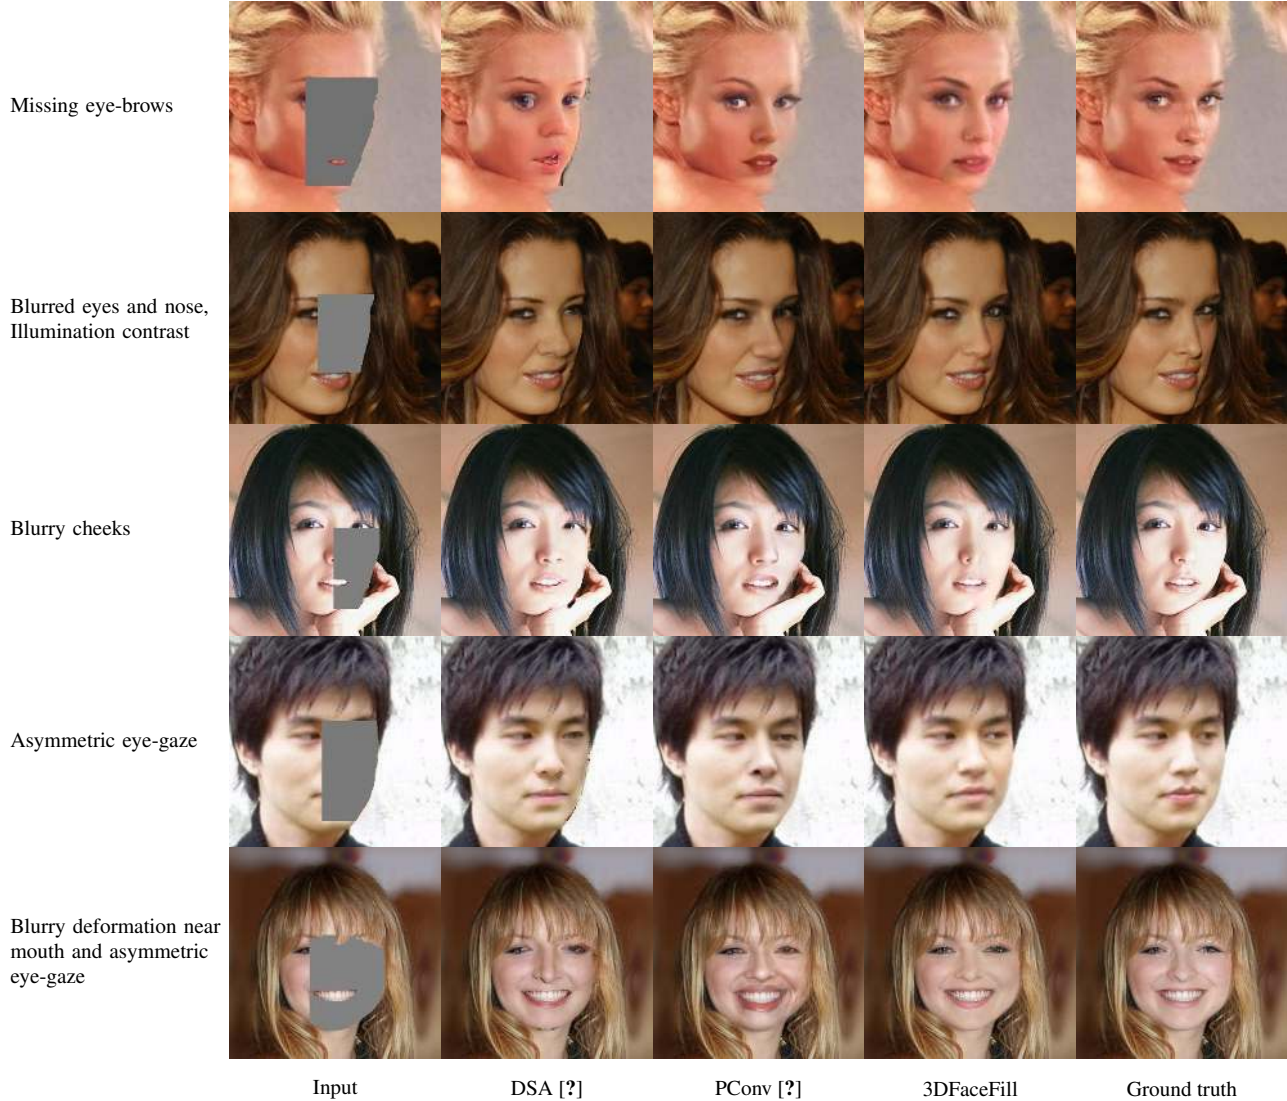 Missing eye-brows
Blurred eyes and nose,
Illumination contrast
Blurry cheeks
Asymmetric eye-gaze
Blurry deformation near
mouth and asymmetric
eye-gaze
Input
DSA [?]
PConv [?]
3DFaceFill
Ground truth